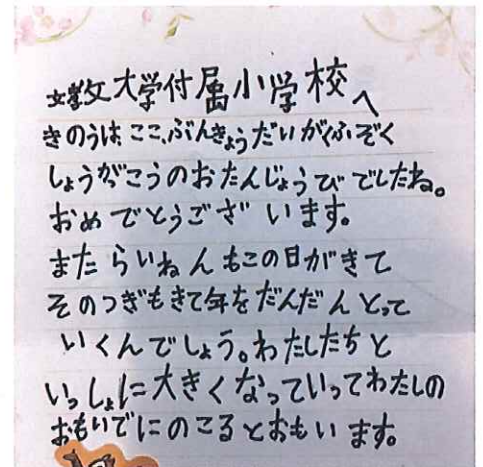 文教大学付属小学校へ
きのうは、ここ、ぶんきょうだいがくふぞく
しょうがっこうのおたんじょうびでしたね。
おめでとうございます。
またらいねんもこの日がきて
そのつぎもきて年をだんだんとって
いくんでしょう。わたしたちと
いっしょに大きくなっていってわたしの
おもいでにのこるとおもいます。